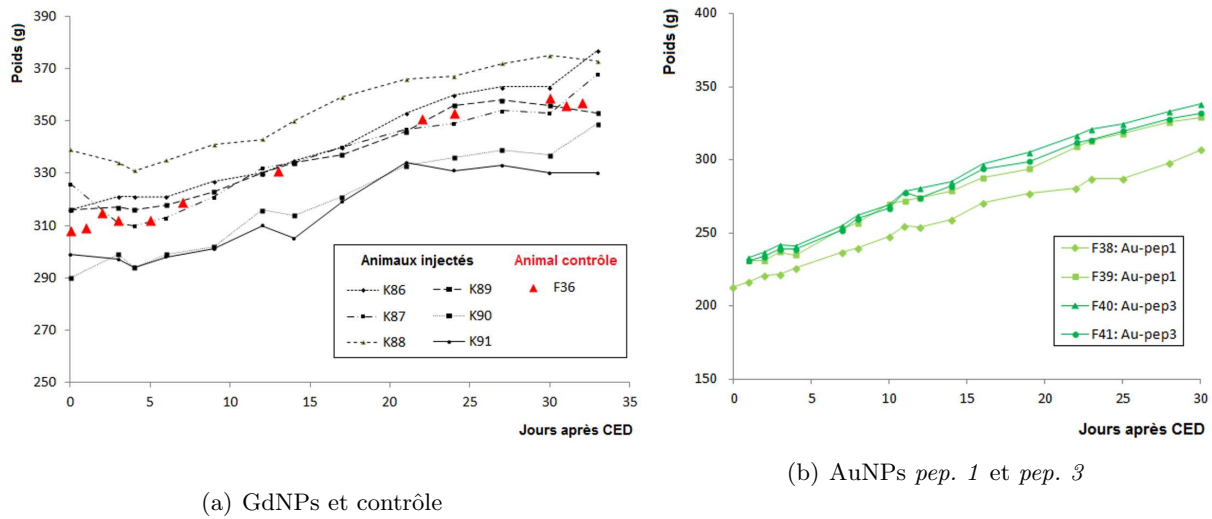 Poids (g)
390
370
350
330
310
290
270
250
0 5 10 15 20 25 30 35
Jours après CED
Animaux injectés
Animal contrôle
K86
K89
F36
K87
K90
K88
K91
(a) GdNPs et contrôle
Poids (g)
400
350
300
250
200
150
0 5 10 15 20 25 30
Jours après CED
F38: Au-pep1
F39: Au-pep1
F40: Au-pep3
F41: Au-pep3
(b) AuNPs pep. 1 et pep. 3